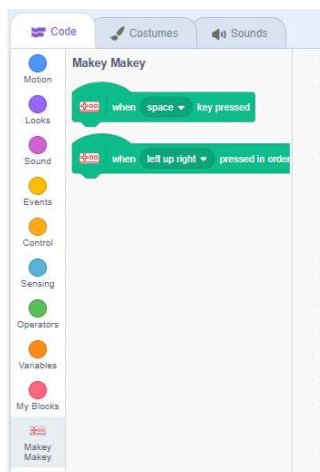 Code Costumes Sounds
Motion
Looks
Sound
Events
Control
Sensing
Operators
Variables
My Blocks
Makey
Makey
Makey Makey
when space key pressed
when left up right pressed in order